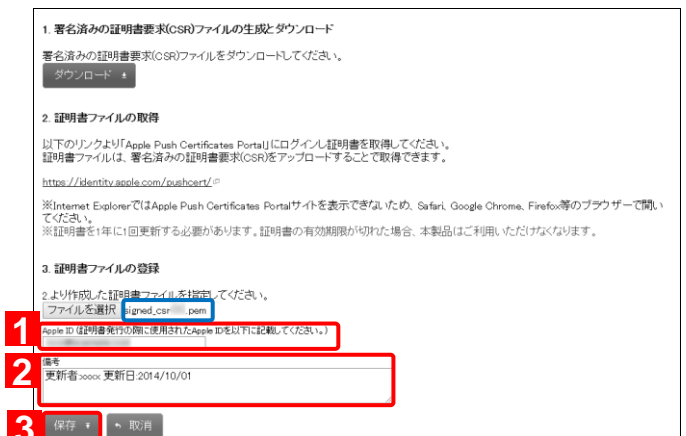 1. 署名済みの証明書要求(CSR)ファイルの生成とダウンロード
署名済みの証明書要求(CSR)ファイルをダウンロードしてください。
ダウンロード
2. 証明書ファイルの取得
以下のリンクより「Apple Push Certificates Portal」にログインし証明書を取得してください。
証明書ファイルは、署名済みの証明書要求(CSR)をアップロードすることで取得できます。
https://identity.apple.com/pushcert/
※Internet ExplorerではApple Push Certificates Portalサイトを表示できないため、Safari、Google Chrome、Firefox等のブラウザーで開い
てください。
※証明書を1年に1回更新する必要があります。証明書の有効期限が切れた場合、本製品はご利用いただけなくなります。
3. 証明書ファイルの登録
2.より作成した証明書ファイルを指定してください。
ファイルを選択 signed_csr .pem
1
Apple ID (証明書発行の際に使用されたApple IDを以下に記載してください。)
2
備考
更新者:xxxx 更新日:2014/10/01
3
保存 取消